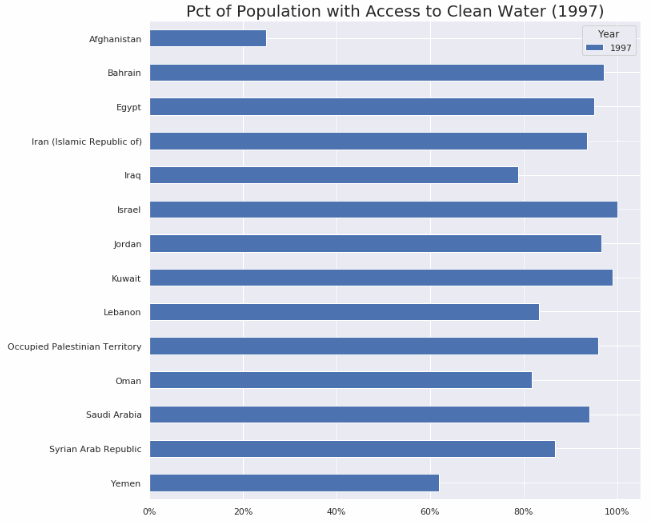 Pct of Population with Access to Clean Water (1997)
Year
1997
Afghanistan
Bahrain
Egypt
Iran (Islamic Republic of)
Iraq
Israel
Jordan
Kuwait
Lebanon
Occupied Palestinian Territory
Oman
Saudi Arabia
Syrian Arab Republic
Yemen
0% 20% 40% 60% 80% 100%